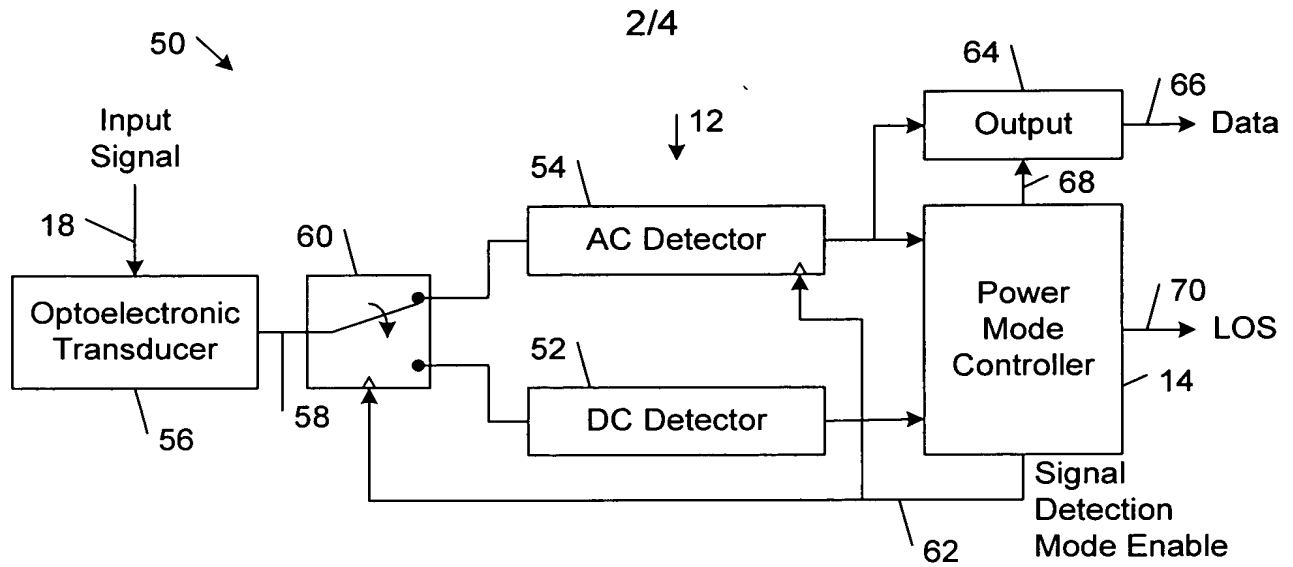 2/4
50
Input
Signal
18
Optoelectronic
Transducer
56
58
60
12
54
AC Detector
52
DC Detector
64
Output
66
Data
68
Power
Mode
Controller
70
LOS
14
Signal
Detection
Mode Enable
62